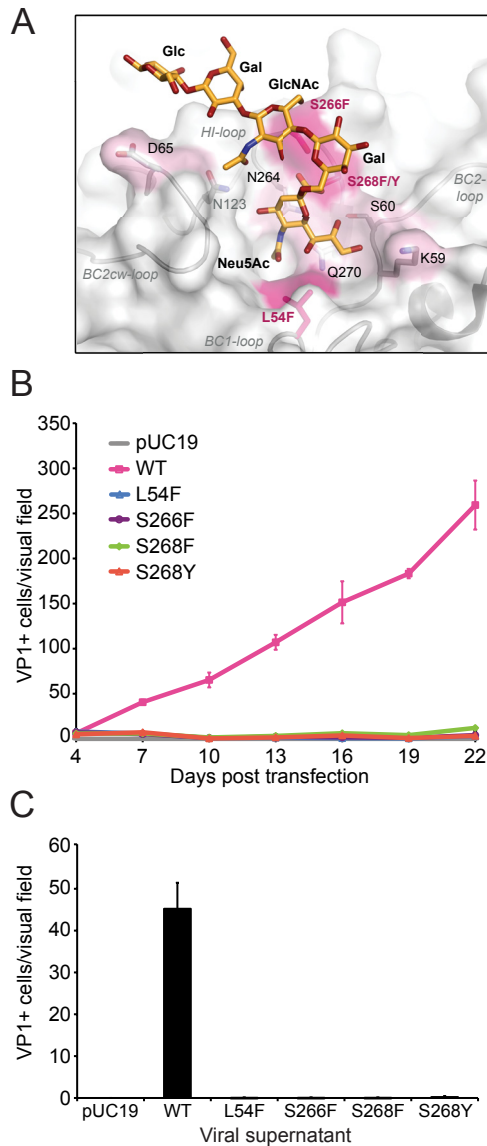 A
Glc
Gal
GlcNAc
S266F
HI-loop
D65
Gal
N264
S268F/Y
BC2-
loop
N123
S60
BC2cw-loop
Neu5Ac
Q270
K59
L54F
BC1-loop
B
350
300
250
200
150
100
50
0
VP1+ cells/visual field
pUC19
WT
L54F
S266F
S268F
S268Y
4 7 10 13 16 19 22
Days post transfection
C
60
50
40
30
20
10
0
VP1+ cells/visual field
pUC19 WT L54F S266F S268F S268Y
Viral supernatant